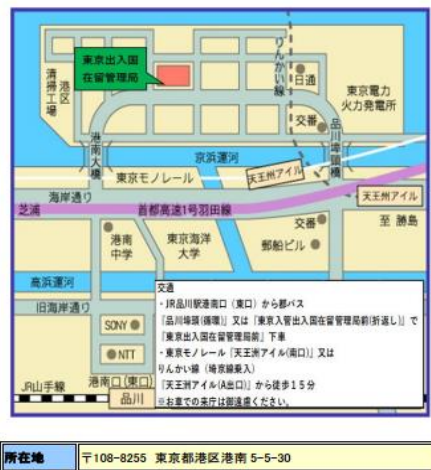 東京出入国
在留管理局
港区
清掃工場
りんかい線
日通
東京電力
火力発電所
交番
港南大橋
品川埠頭橋
京浜運河
東京モノレール
天王洲アイル
天王洲アイル
海岸通り
芝浦
首都高速1号羽田線
至 勝島
交番
港南
中学
東京海洋
大学
郵船ビル
高浜運河
旧海岸通り
SONY
NTT
JR山手線
港南口(東口)
品川
交通
・JR品川駅港南口（東口）から都バス
『品川埠頭(循環)』又は『東京入管出入国在留管理局前(折返し)』で
『東京出入国在留管理局前』下車
・東京モノレール『天王洲アイル(南口)』又は
りんかい線（埼京線乗入）
『天王洲アイル(A出口)』から徒歩１５分
※お車での来庁は御遠慮ください。
所在地 〒108-8255 東京都港区港南 5-5-30